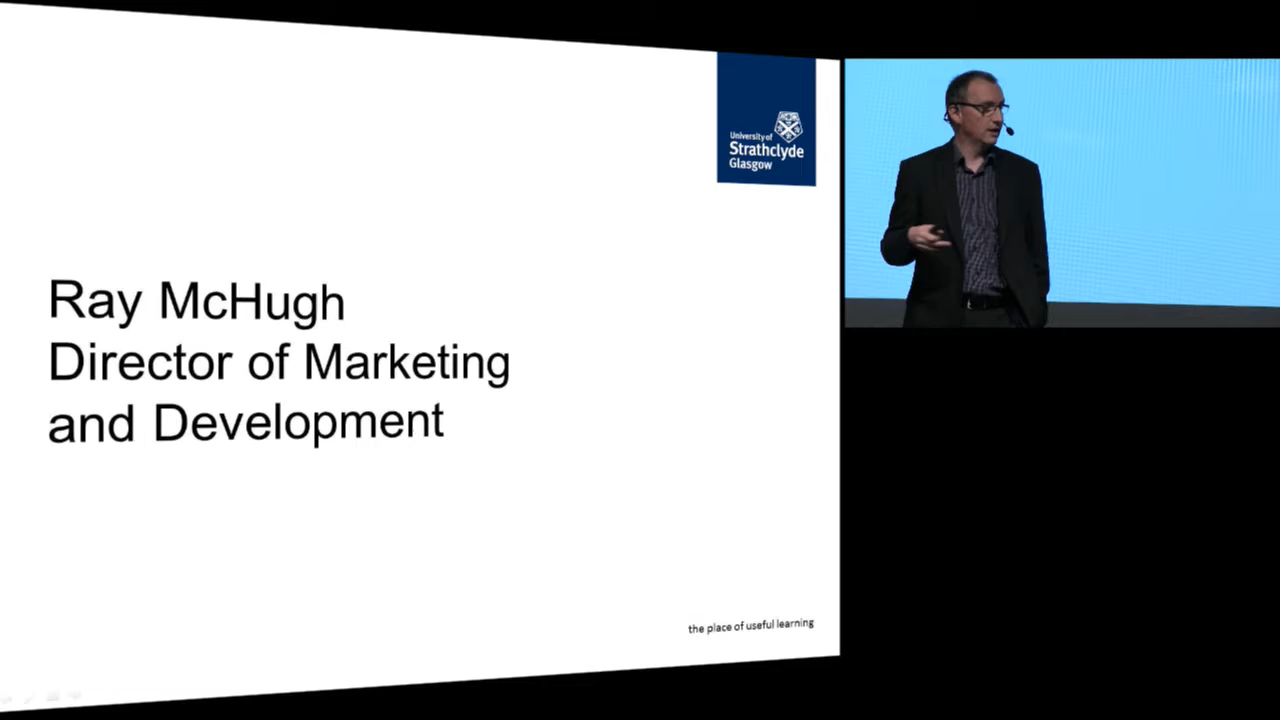 University of
Strathclyde
Glasgow
Ray McHugh
Director of Marketing
and Development
the place of useful learning